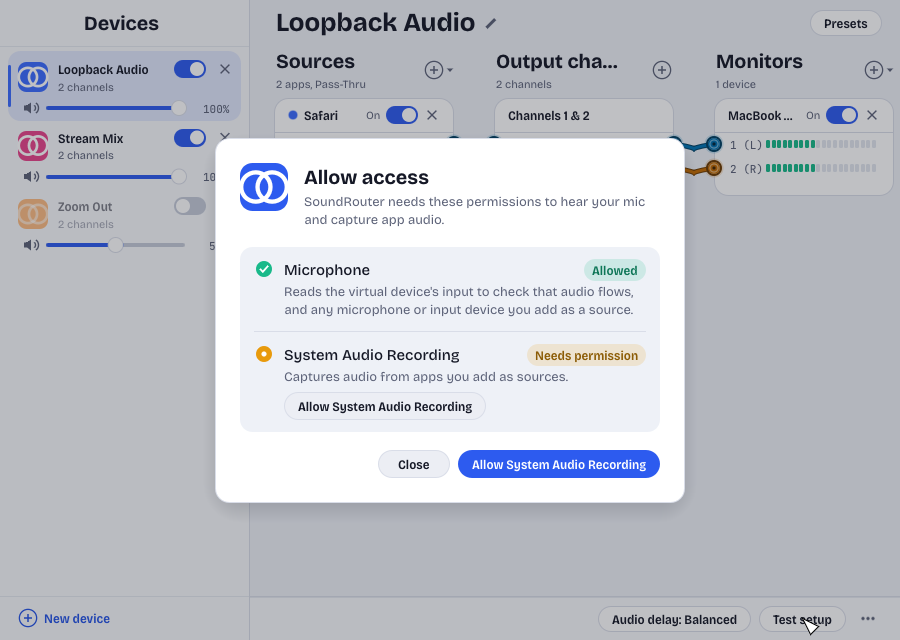 Devices
Loopback Audio
2 channels
100%
Stream Mix
2 channels
10
Zoom Out
2 channels
5
New device
Loopback Audio
Presets
Sources
2 apps, Pass-Thru
Output cha...
2 channels
Monitors
1 device
Safari
On
Channels 1 & 2
MacBook ...
On
1 (L)
2 (R)
Allow access
SoundRouter needs these permissions to hear your mic
and capture app audio.
Microphone
Allowed
Reads the virtual device's input to check that audio flows,
and any microphone or input device you add as a source.
System Audio Recording
Needs permission
Captures audio from apps you add as sources.
Allow System Audio Recording
Close
Allow System Audio Recording
Audio delay: Balanced
Test setup